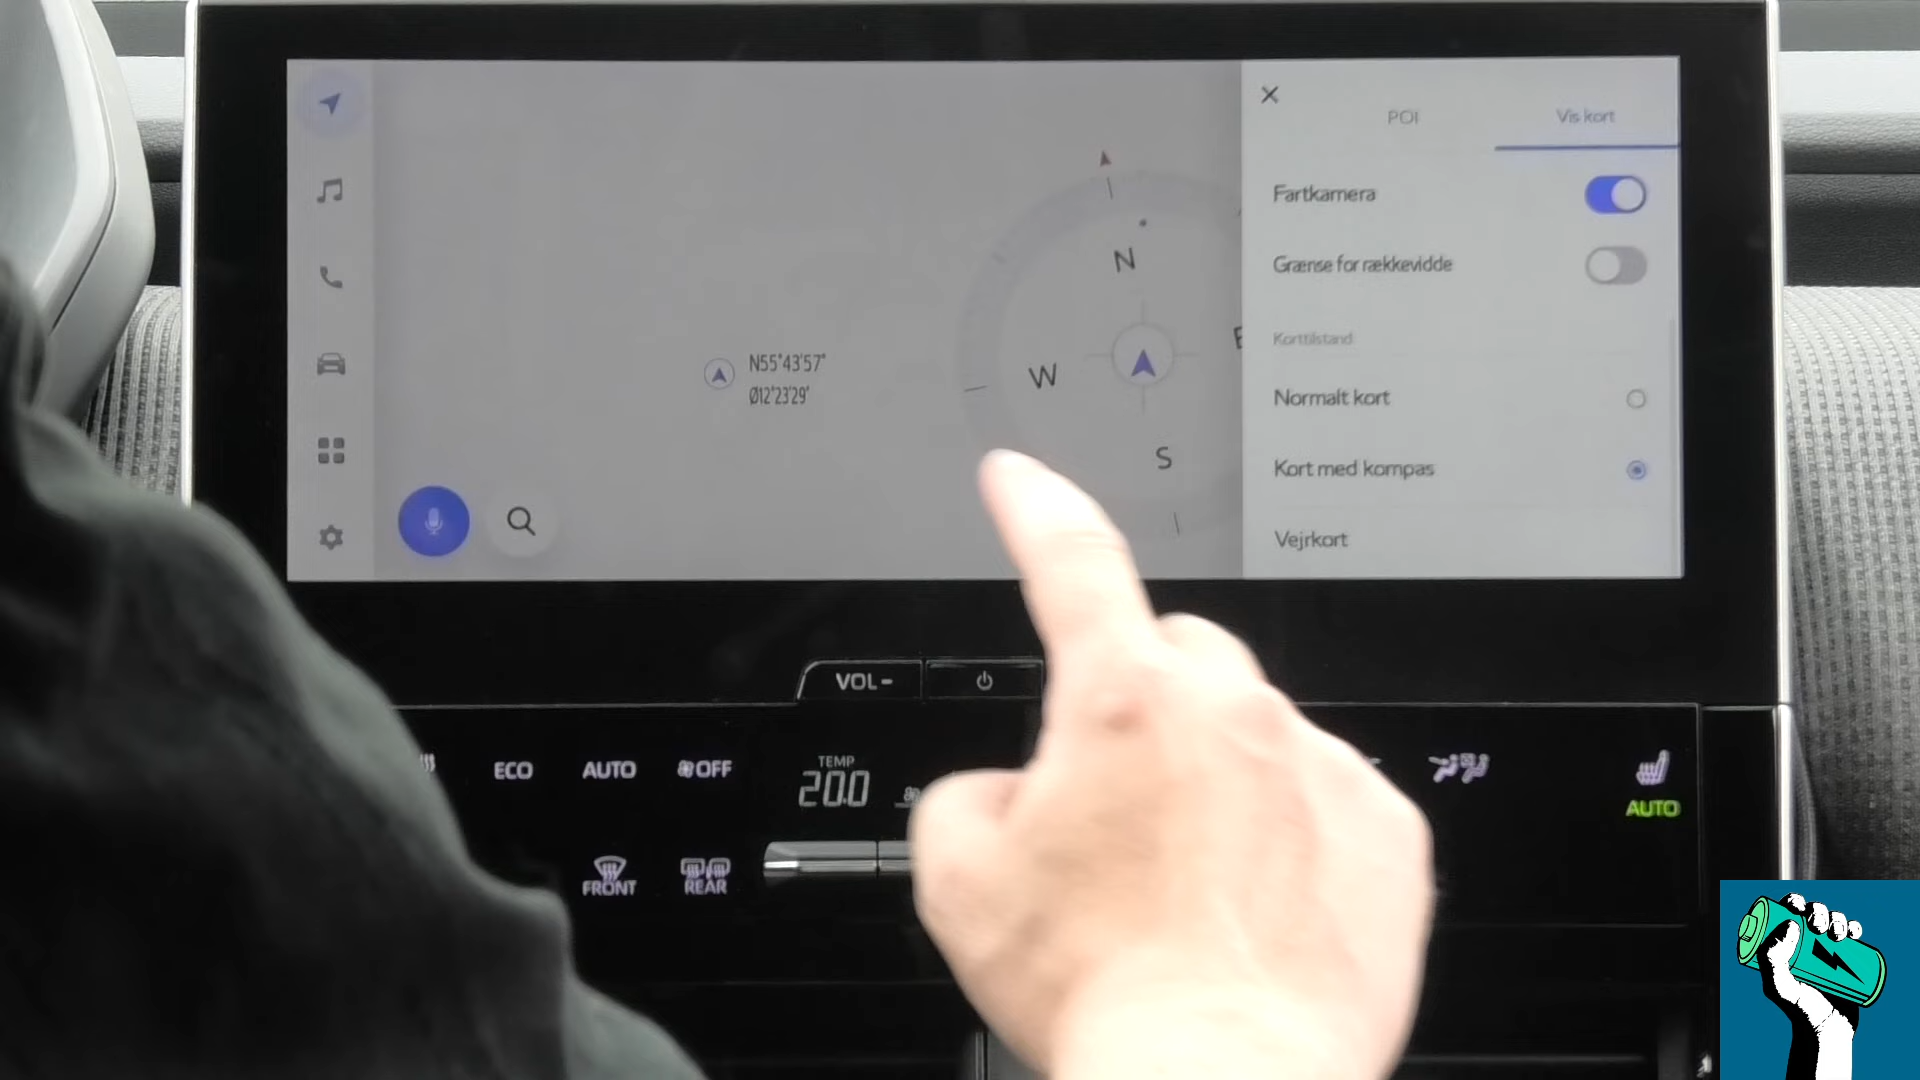 POI
Vis kort
Fartkamera
Grænse for rækkevidde
Korttilstand
Normalt kort
Kort med kompas
Vejrkort
N
W
S
N55°43'57"
Ø12°23'29"
VOL-
ECO
AUTO
OFF
TEMP
20.0
AUTO
FRONT
REAR